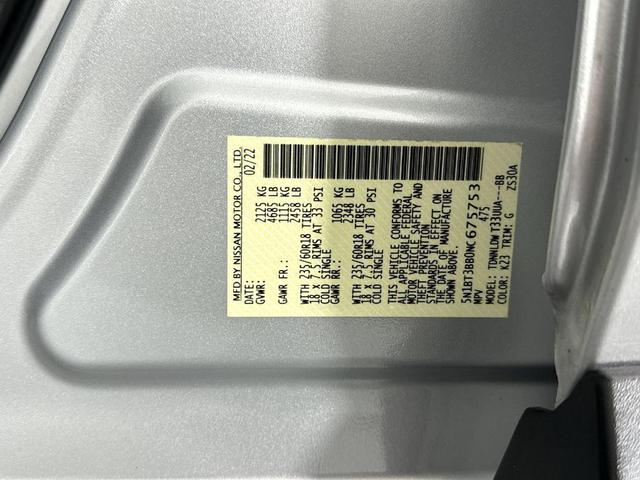 MFD BY NISSAN MOTOR CO., LTD.
DATE: 02/22
GVWR: 2125 KG
4685 LB
GAWR FR.: 1115 KG
2458 LB
WITH 235/60R18 TIRES
18 X 7.5 RIMS AT 33 PSI
COLD SINGLE
GAWR RR.: 1065 KG
2348 LB
WITH 235/60R18 TIRES
18 X 7.5 RIMS AT 30 PSI
COLD SINGLE
THIS VEHICLE CONFORMS TO
ALL APPLICABLE FEDERAL
MOTOR VEHICLE SAFETY AND
THEFT PREVENTION
STANDARDS IN EFFECT ON
THE DATE OF MANUFACTURE
SHOWN ABOVE.
5N1BT3BB0NC675753
MPV 475
MODEL: TDNNLDW T33UUA---BB
COLOR: K23 TRIM: G ZS30A